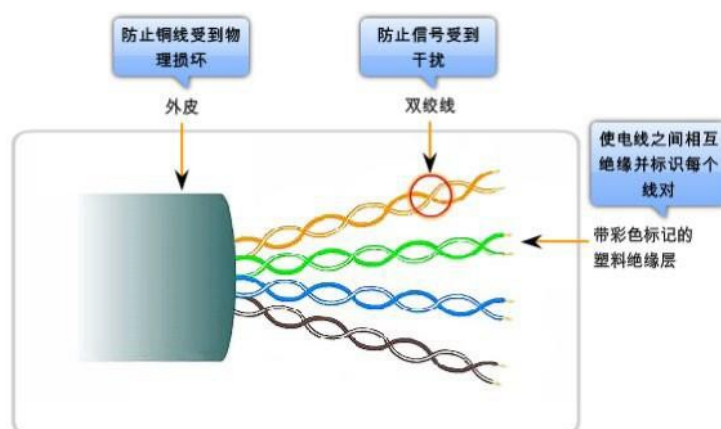 防止铜线受到物
理损坏
外皮
防止信号受到
干扰
双绞线
使电线之间相互
绝缘并标识每个
线对
带彩色标记的
塑料绝缘层